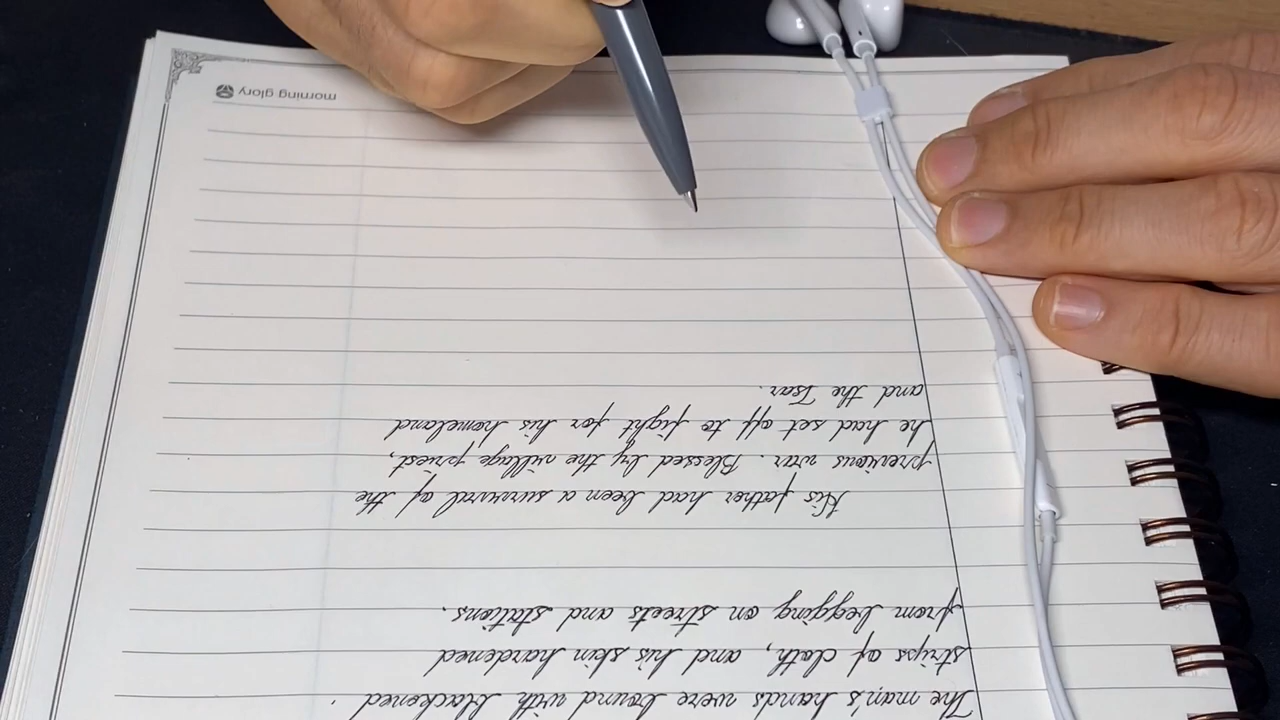 The man's hands were bound with blackened
strips of cloth, and his skin hardened
from begging on streets and stations.
His father had been a of the
previous war. Blessed by the village priest,
he had set off to fight for his homeland
and the Tsar.
morning glory